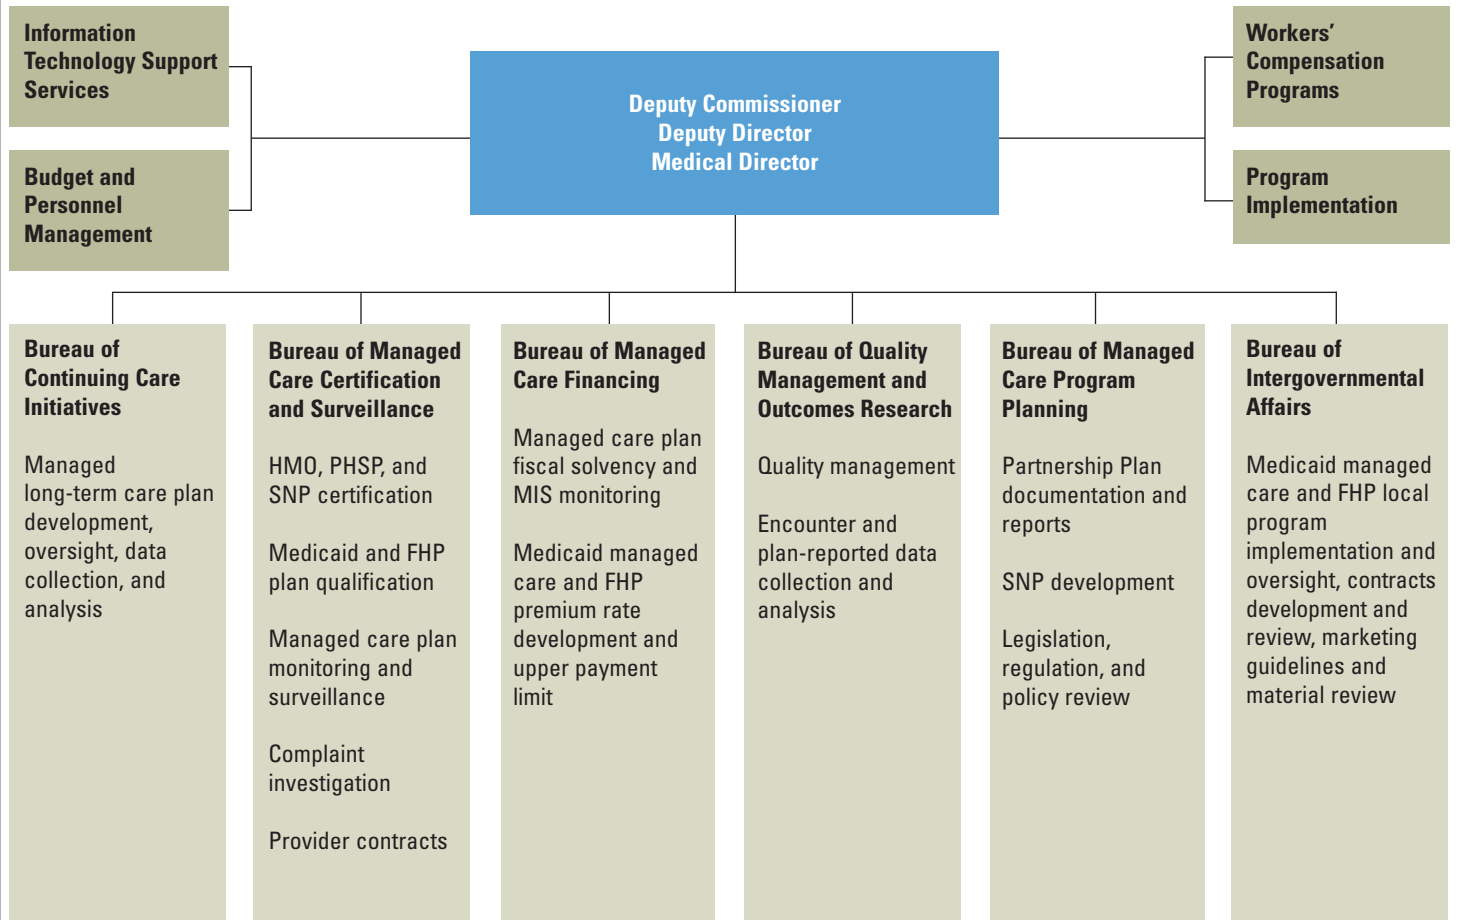 Information
Technology Support
Services
Budget and
Personnel
Management
Deputy Commissioner
Deputy Director
Medical Director
Workers’
Compensation
Programs
Program
Implementation
Bureau of
Continuing Care
Initiatives
Managed
long-term care plan
development,
oversight, data
collection, and
analysis
Bureau of Managed
Care Certification
and Surveillance
HMO, PHSP, and
SNP certification
Medicaid and FHP
plan qualification
Managed care plan
monitoring and
surveillance
Complaint
investigation
Provider contracts
Bureau of Managed
Care Financing
Managed care plan
fiscal solvency and
MIS monitoring
Medicaid managed
care and FHP
premium rate
development and
upper payment
limit
Bureau of Quality
Management and
Outcomes Research
Quality management
Encounter and
plan-reported data
collection and
analysis
Bureau of Managed
Care Program
Planning
Partnership Plan
documentation and
reports
SNP development
Legislation,
regulation, and
policy review
Bureau of
Intergovernmental
Affairs
Medicaid managed
care and FHP local
program
implementation and
oversight, contracts
development and
review, marketing
guidelines and
material review